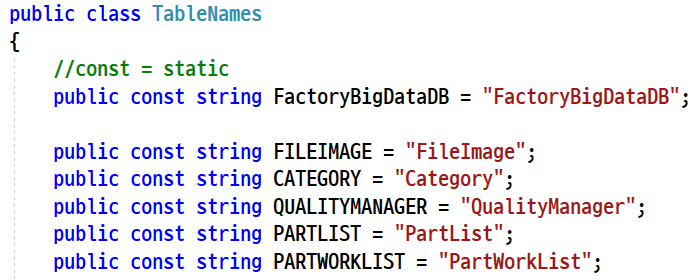 public class TableNames
{
//const = static
public const string FactoryBigDataDB = "FactoryBigDataDB";
public const string FILEIMAGE = "FileImage";
public const string CATEGORY = "Category";
public const string QUALITYMANAGER = "QualityManager";
public const string PARTLIST = "PartList";
public const string PARTWORKLIST = "PartWorkList";